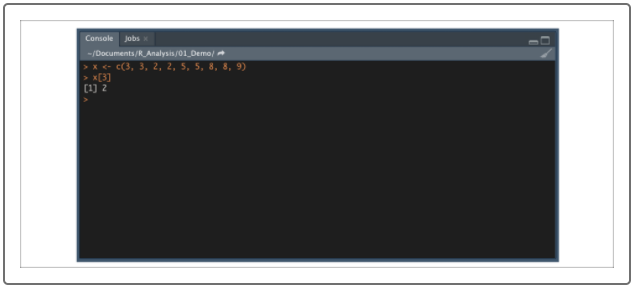 Console Jobs ×
~/Documents/R_Analysis/01_Demo/
> x <- c(3, 3, 2, 2, 5, 5, 8, 8, 9)
> x[3]
[1] 2
>